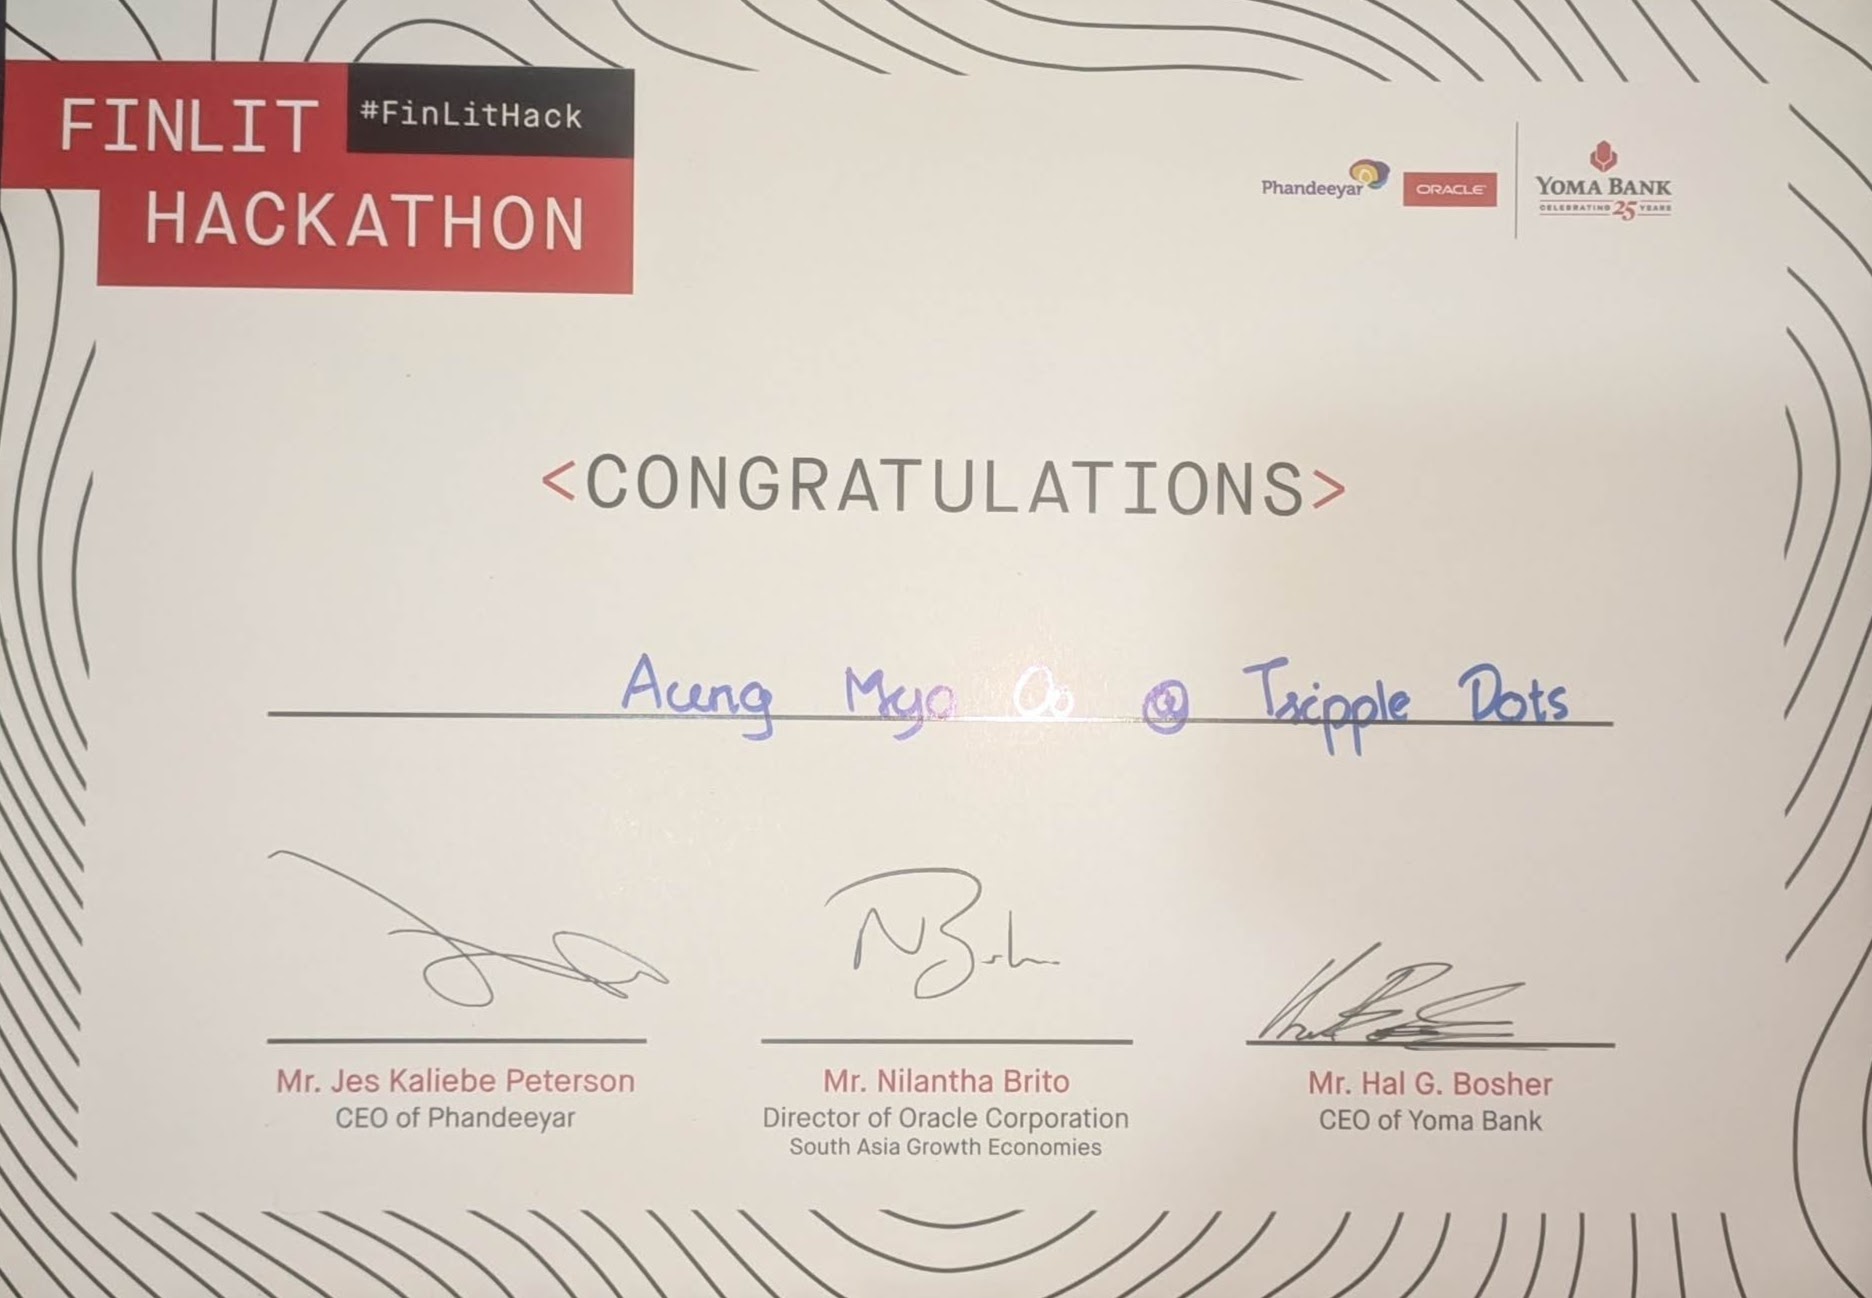 FINLIT
#FinLitHack
HACKATHON
Phandeeyar
ORACLE
YOMA BANK
CELEBRATING 25 YEARS
<CONGRATULATIONS>
Aung Myo Oo @ Tripple Dots
Mr. Jes Kaliebe Peterson
CEO of Phandeeyar
Mr. Nilantha Brito
Director of Oracle Corporation
South Asia Growth Economies
Mr. Hal G. Bosher
CEO of Yoma Bank